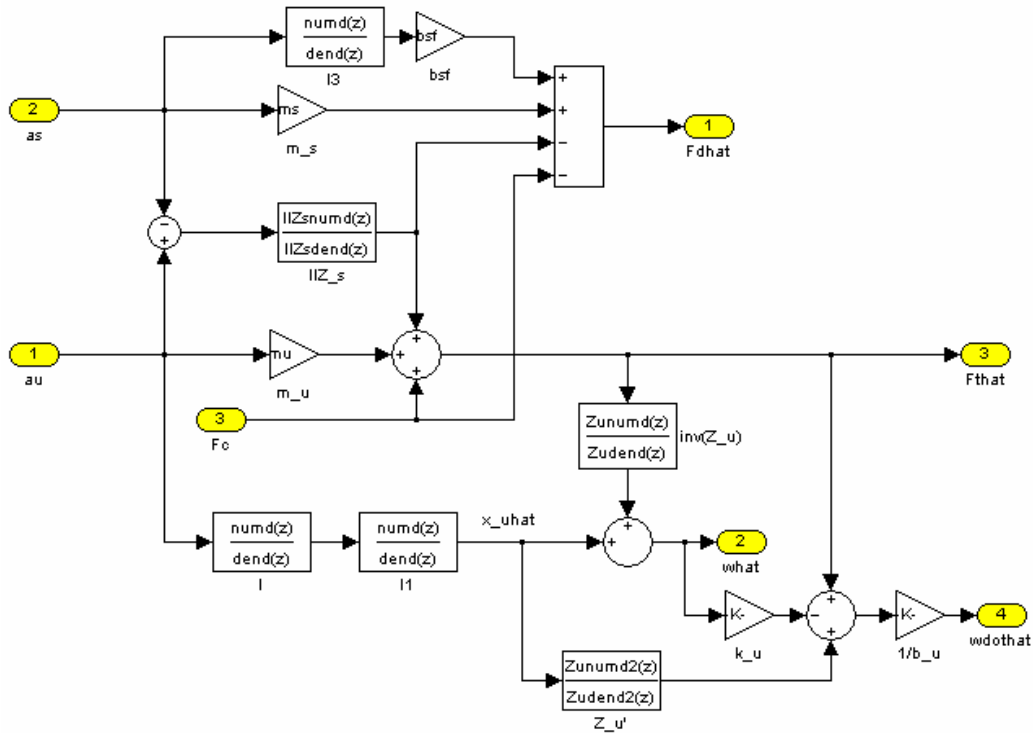 numd(z)
dend(z)
I3
bsf
bsf
2
as
ms
m_s
+
+
−
−
1
Fdhat
−
+
IIZsnumd(z)
IIZsdend(z)
IIZ_s
1
au
mu
m_u
+
+
+
3
Fthat
3
Fc
Zunumd(z)
Zudend(z)
inv(Z_u)
numd(z)
dend(z)
I
numd(z)
dend(z)
I1
x_uhat
+
+
2
what
K-
k_u
+
−
+
K-
1/b_u
4
wdothat
Zunumd2(z)
Zudend2(z)
Z_u'